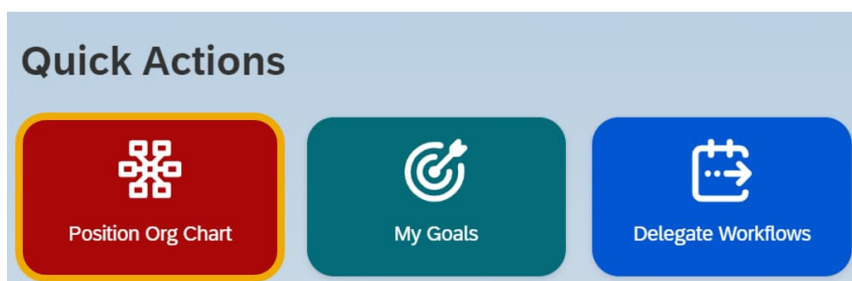 Quick Actions
Position Org Chart
My Goals
Delegate Workflows